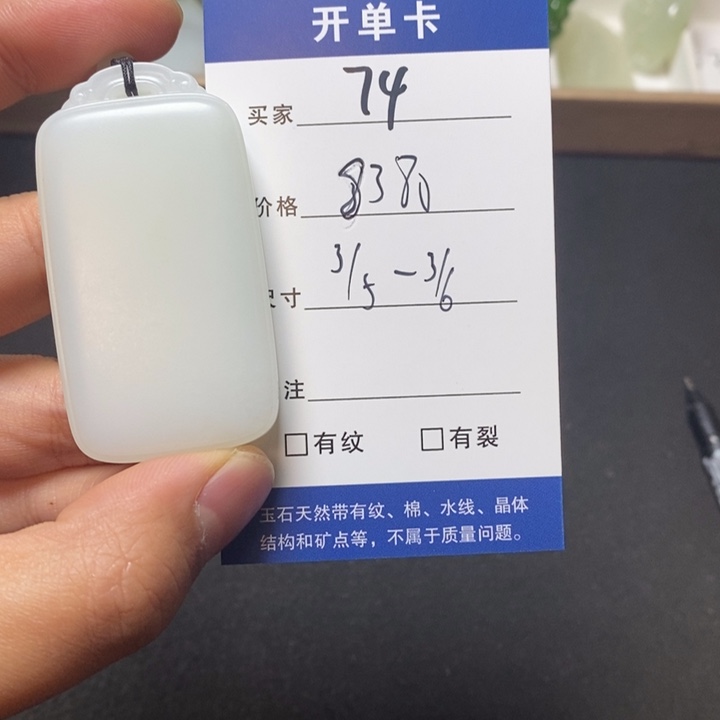 开单卡
买家 74
价格 8380
寸 3/5-3/6
注
□有纹 □有裂
玉石天然带有纹、棉、水线、晶体
结构和矿点等，不属于质量问题。